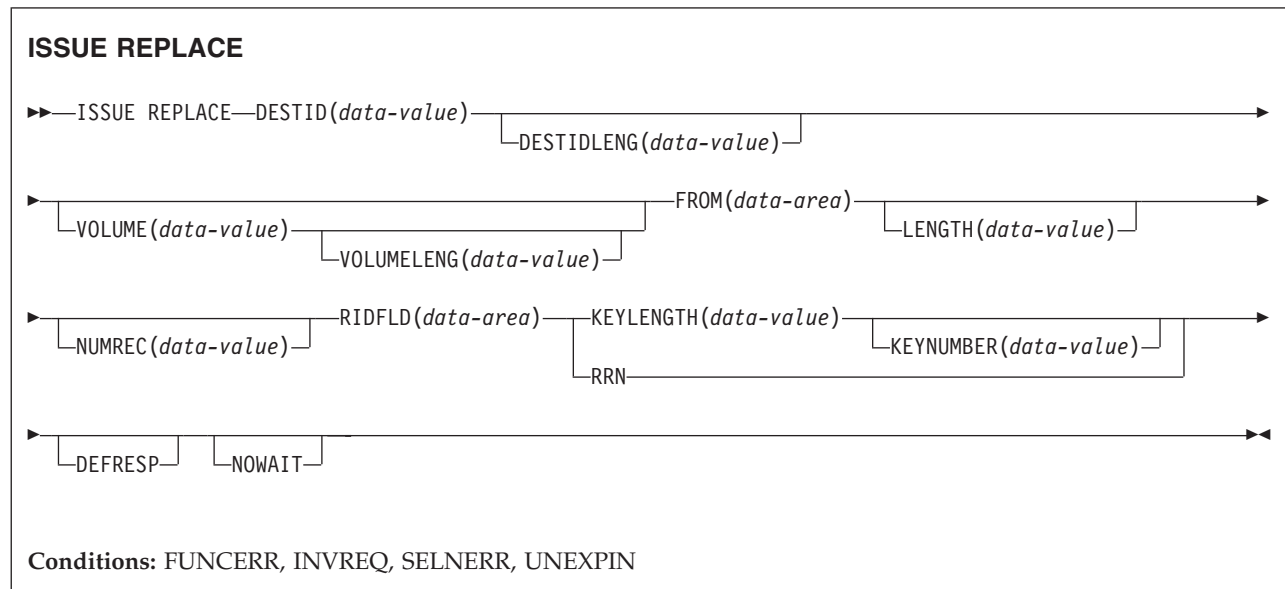 ISSUE REPLACE
ISSUE REPLACE DESTID(data-value)
DESTIDLENG(data-value)
FROM(data-area)
VOLUME(data-value)
LENGTH(data-value)
VOLUMELENG(data-value)
RIDFLD(data-area) KEYLENGTH(data-value)
NUMREC(data-value)
KEYNUMBER(data-value)
RRN
DEFRESP NOWAIT
Conditions: FUNCERR, INVREQ, SELNERR, UNEXPIN